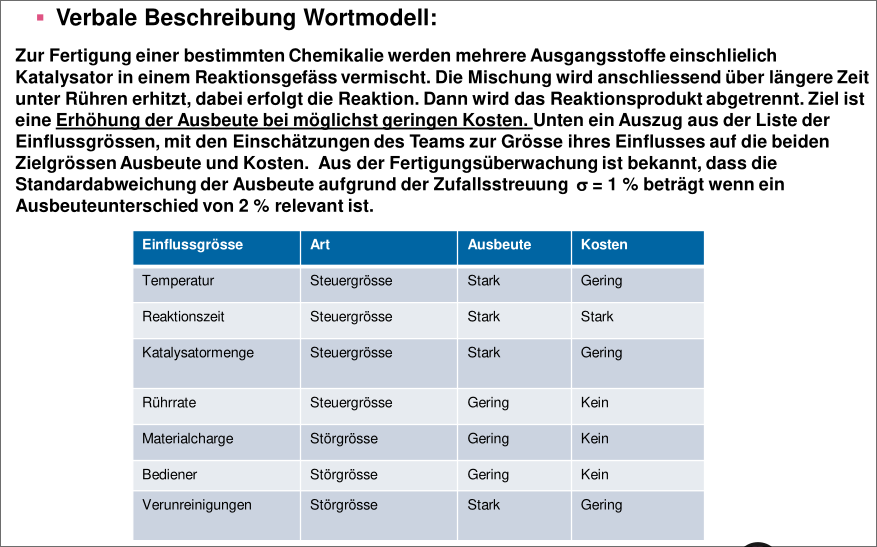 ▪ Verbale Beschreibung Wortmodell:
Zur Fertigung einer bestimmten Chemikalie werden mehrere Ausgangsstoffe einschlielich
Katalysator in einem Reaktionsgefäss vermischt. Die Mischung wird anschliessend über längere Zeit
unter Rühren erhitzt, dabei erfolgt die Reaktion. Dann wird das Reaktionsprodukt abgetrennt. Ziel ist
eine Erhöhung der Ausbeute bei möglichst geringen Kosten. Unten ein Auszug aus der Liste der
Einflussgrössen, mit den Einschätzungen des Teams zur Grösse ihres Einflusses auf die beiden
Zielgrössen Ausbeute und Kosten. Aus der Fertigungsüberwachung ist bekannt, dass die
Standardabweichung der Ausbeute aufgrund der Zufallsstreuung σ = 1 % beträgt wenn ein
Ausbeuteunterschied von 2 % relevant ist.
Einflussgrösse Art Ausbeute Kosten
Temperatur Steuergrösse Stark Gering
Reaktionszeit Steuergrösse Stark Stark
Katalysatormenge Steuergrösse Stark Gering
Rührrate Steuergrösse Gering Kein
Materialcharge Störgrösse Gering Kein
Bediener Störgrösse Gering Kein
Verunreinigungen Störgrösse Stark Gering